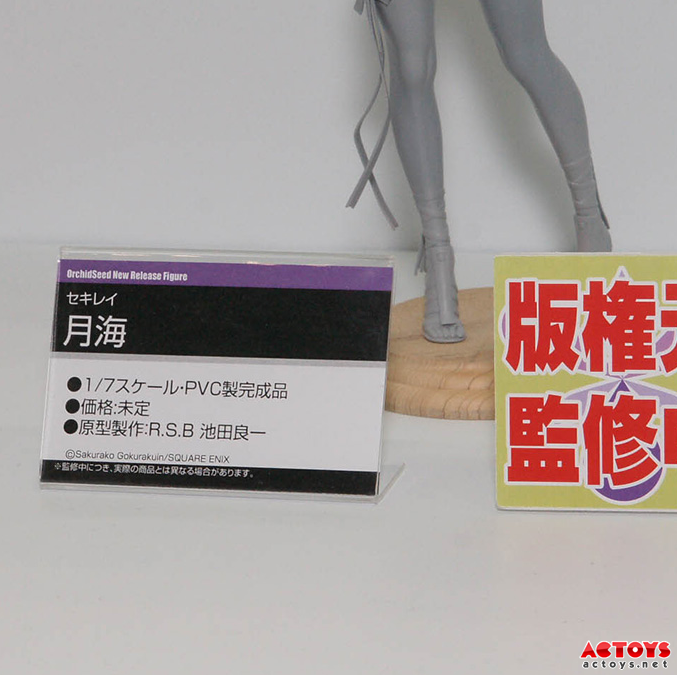 OrchidSeed New Release Figure
セキレイ
月海
●1/7スケール・PVC製完成品
●価格:未定
●原型製作:R.S.B 池田良一
©Sakurako Gokurakuin/SQUARE ENIX
※監修中につき、実際の商品とは異なる場合があります。
版権
監修中
ACTOYS
actoys.net